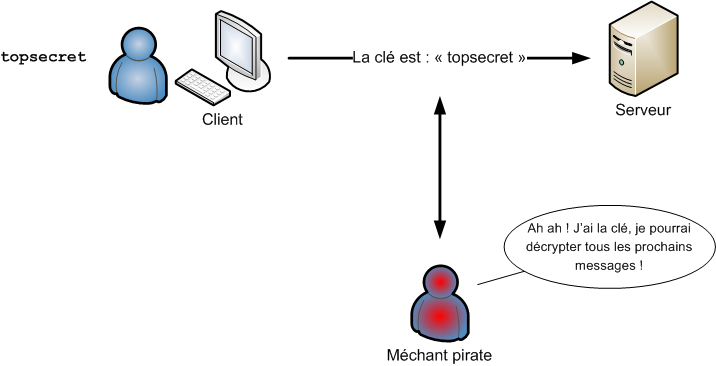 topsecret
La clé est : « topsecret »
Client
Serveur
Ah ah ! J'ai la clé, je pourrai
décrypter tous les prochains
messages !
Méchant pirate